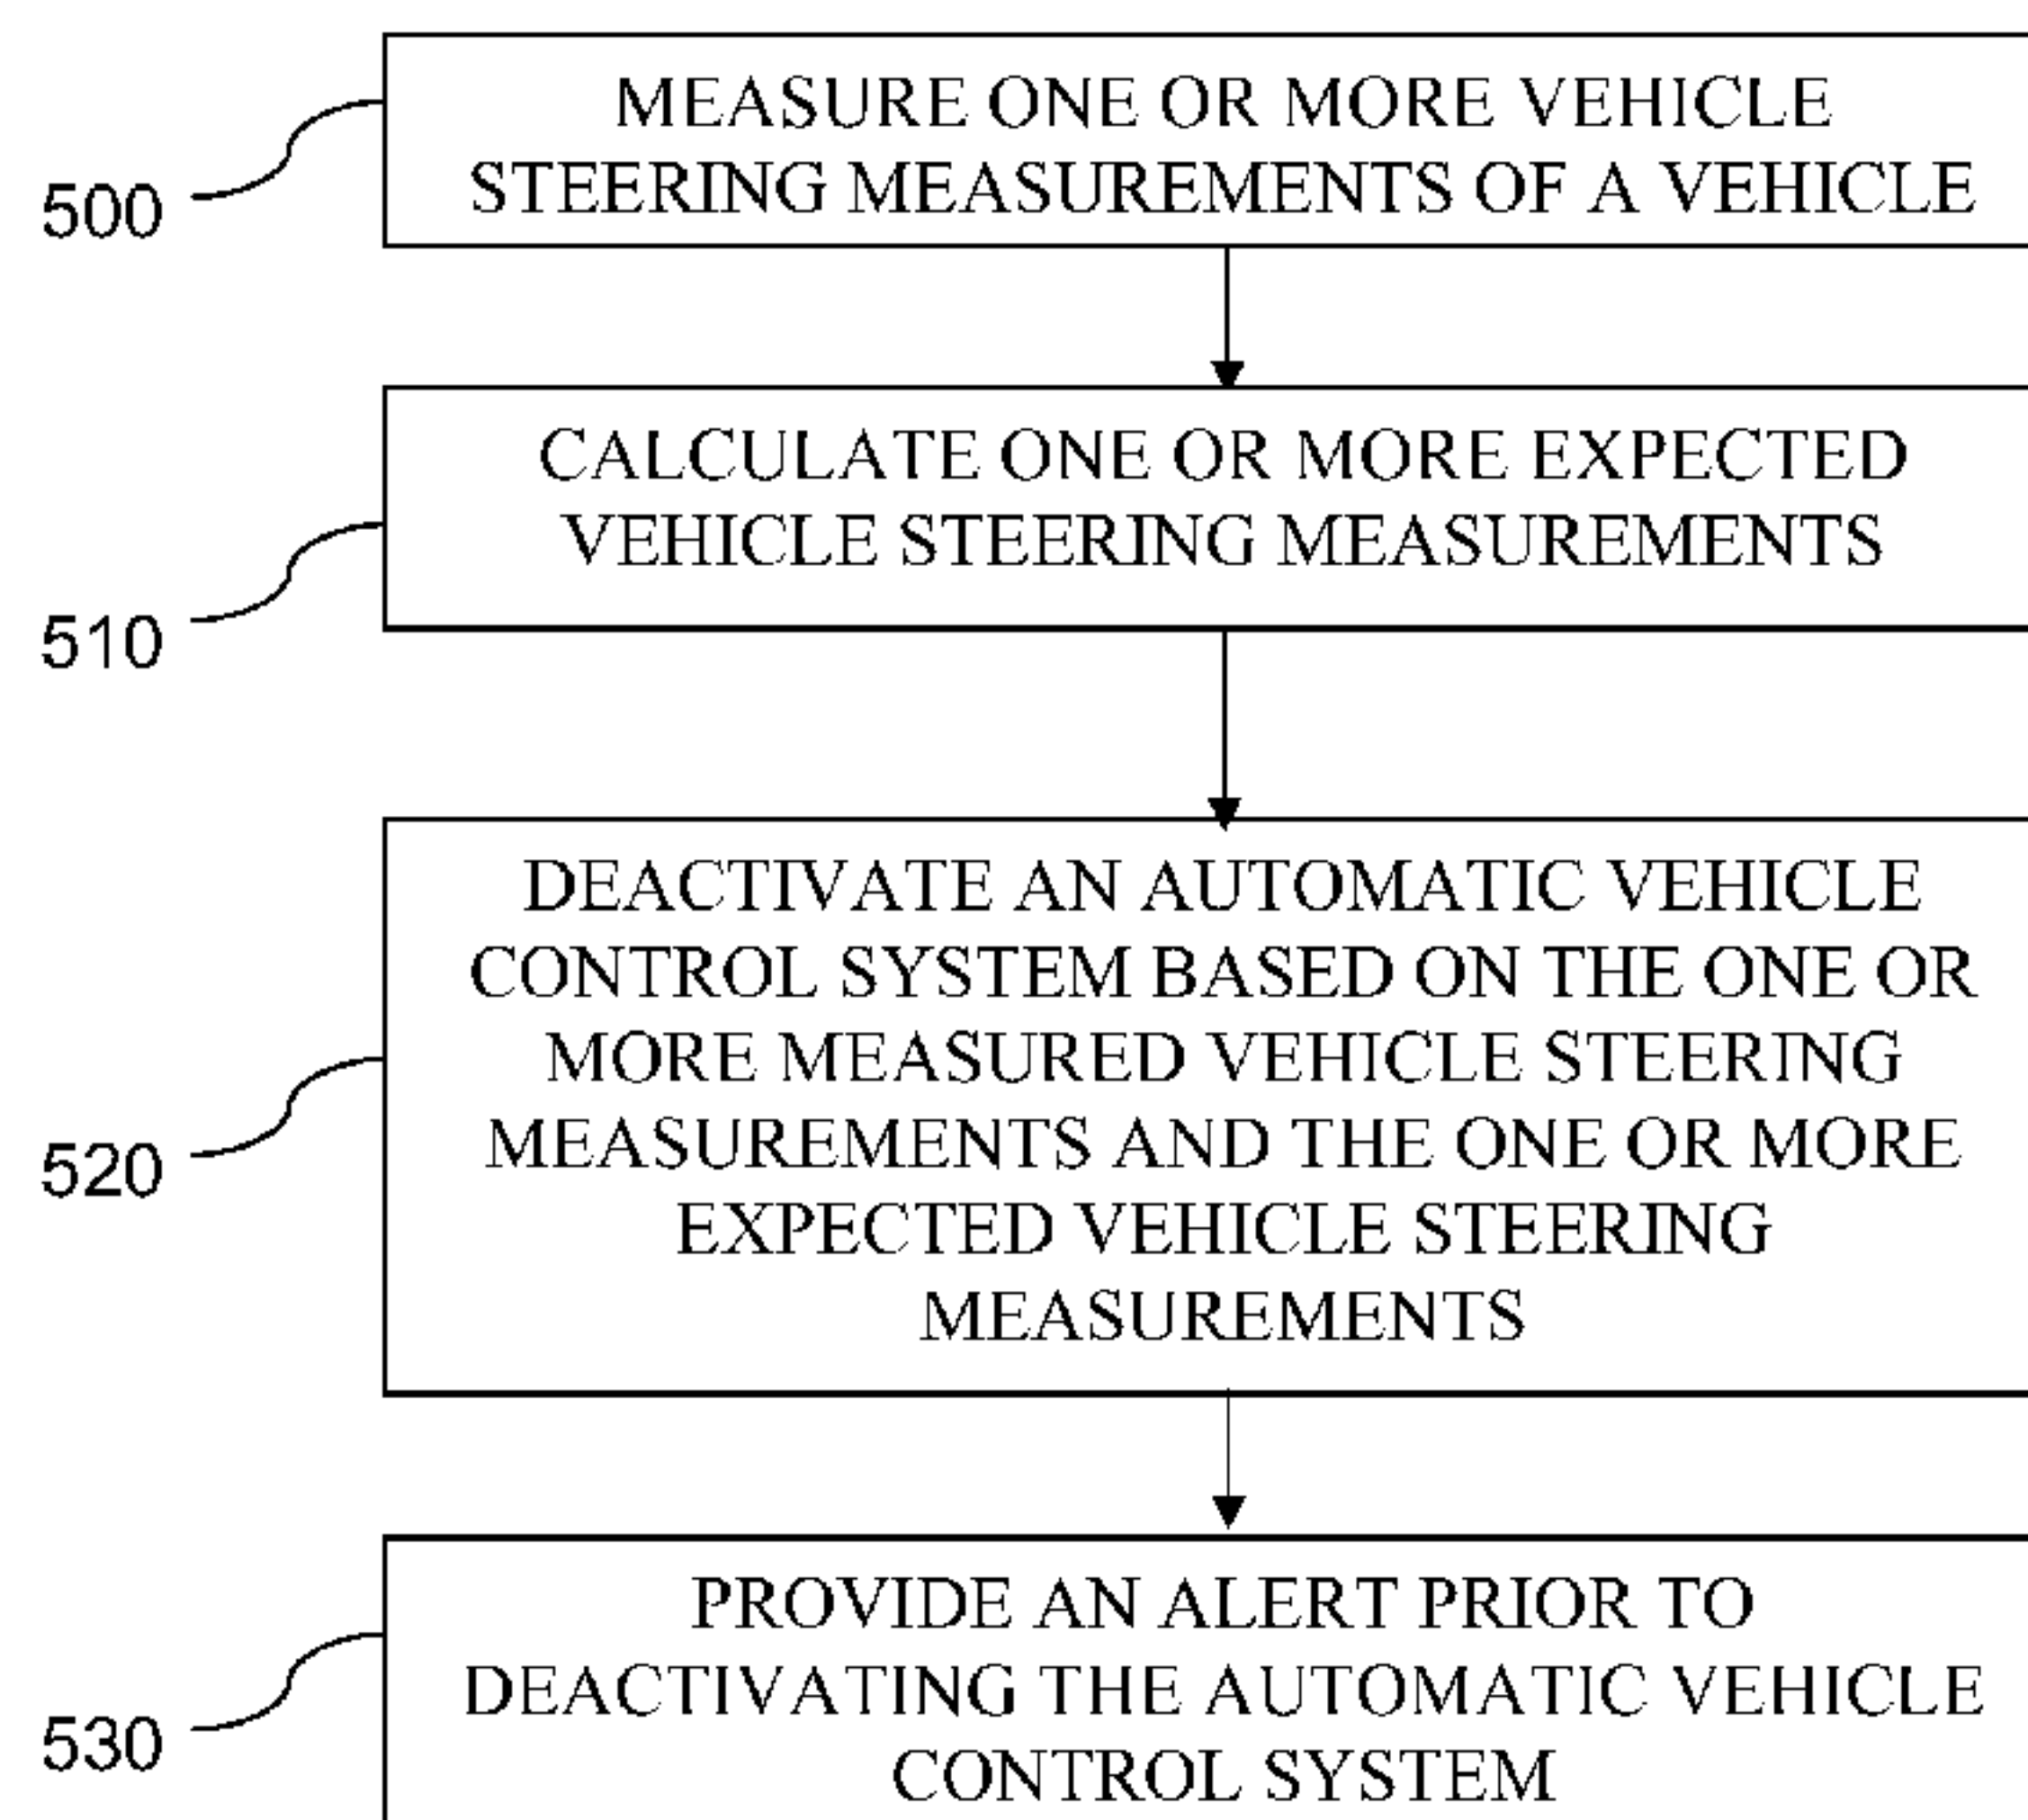 MEASURE ONE OR MORE VEHICLE
STEERING MEASUREMENTS OF A VEHICLE
500
CALCULATE ONE OR MORE EXPECTED
VEHICLE STEERING MEASUREMENTS
510
DEACTIVATE AN AUTOMATIC VEHICLE
CONTROL SYSTEM BASED ON THE ONE OR
MORE MEASURED VEHICLE STEERING
MEASUREMENTS AND THE ONE OR MORE
EXPECTED VEHICLE STEERING
MEASUREMENTS
520
PROVIDE AN ALERT PRIOR TO
DEACTIVATING THE AUTOMATIC VEHICLE
CONTROL SYSTEM
530